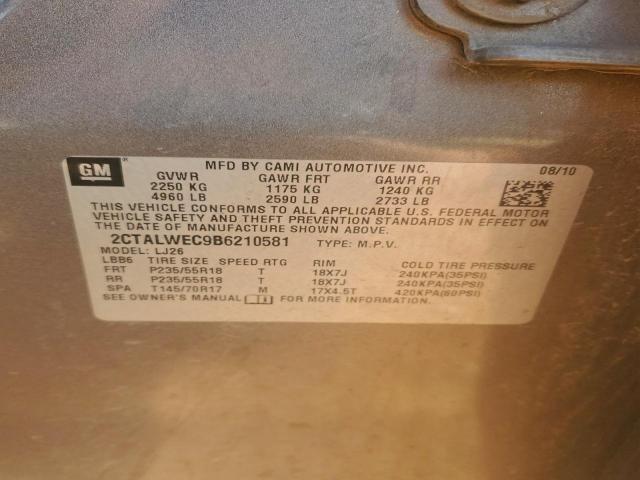 GM
MFD BY CAMI AUTOMOTIVE INC. 08/10
GVWR GAWR FRT GAWR RR
2250 KG 1175 KG 1240 KG
4960 LB 2590 LB 2733 LB
THIS VEHICLE CONFORMS TO ALL APPLICABLE U.S. FEDERAL MOTOR
VEHICLE SAFETY AND THEFT PREVENTION STANDARDS IN EFFECT ON
THE DATE OF MANUFACTURE SHOWN ABOVE.
2CTALWEC9B6210581 TYPE: M.P.V.
MODEL: LJ26
LBB6 TIRE SIZE SPEED RTG RIM COLD TIRE PRESSURE
FRT P235/55R18 T 18X7J 240KPA(35PSI)
RR P235/55R18 T 18X7J 240KPA(35PSI)
SPA T145/70R17 M 17X4.5T 420KPA(60PSI)
SEE OWNER'S MANUAL FOR MORE INFORMATION.